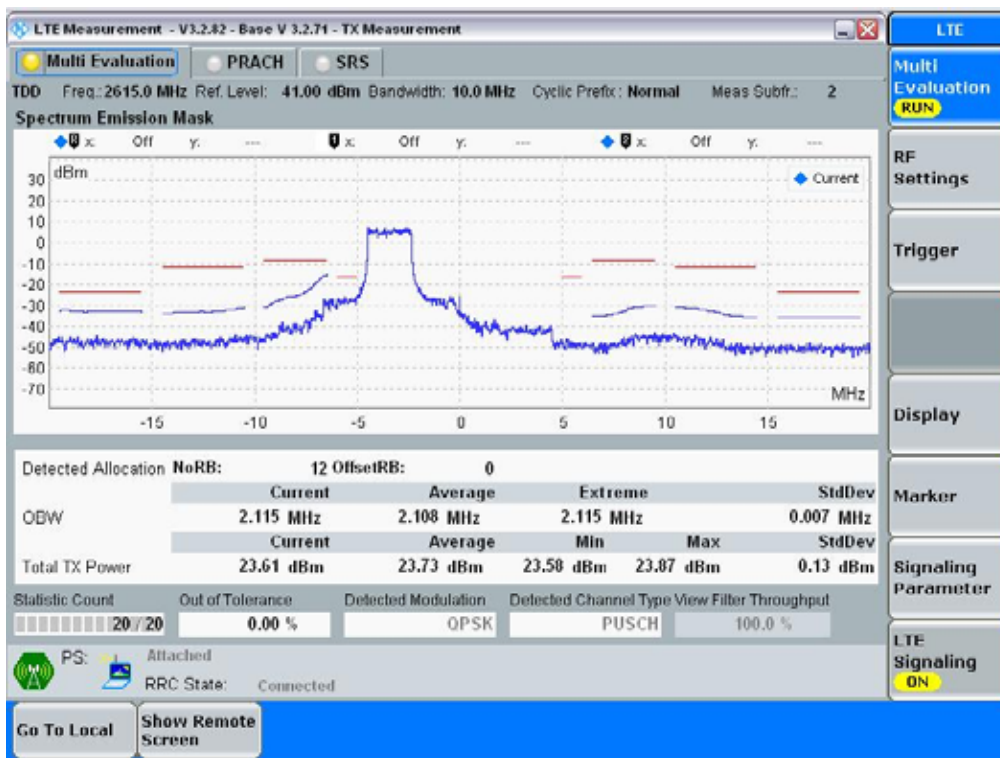 LTE Measurement - V3.2.82 - Base V 3.2.71 - TX Measurement
LTE
Multi Evaluation PRACH SRS
Multi Evaluation RUN
TDD Freq.: 2615.0 MHz Ref. Level: 41.00 dBm Bandwidth: 10.0 MHz Cyclic Prefix: Normal Meas Subfr.: 2
Spectrum Emission Mask
x: Off y: --- 1 x: Off y: --- 2 x: Off y: ---
dBm
Current
30
20
10
0
-10
-20
-30
-40
-50
-60
-70
MHz
-15 -10 -5 0 5 10 15
RF Settings
Trigger
Display
Marker
Signaling Parameter
LTE Signaling ON
Detected Allocation NoRB: 12 OffsetRB: 0
Current Average Extreme StdDev
OBW 2.115 MHz 2.108 MHz 2.115 MHz 0.007 MHz
Current Average Min Max StdDev
Total TX Power 23.61 dBm 23.73 dBm 23.58 dBm 23.87 dBm 0.13 dBm
Statistic Count Out of Tolerance Detected Modulation Detected Channel Type View Filter Throughput
20 / 20 0.00 % QPSK PUSCH 100.0 %
PS: Attached
RRC State: Connected
Go To Local
Show Remote Screen